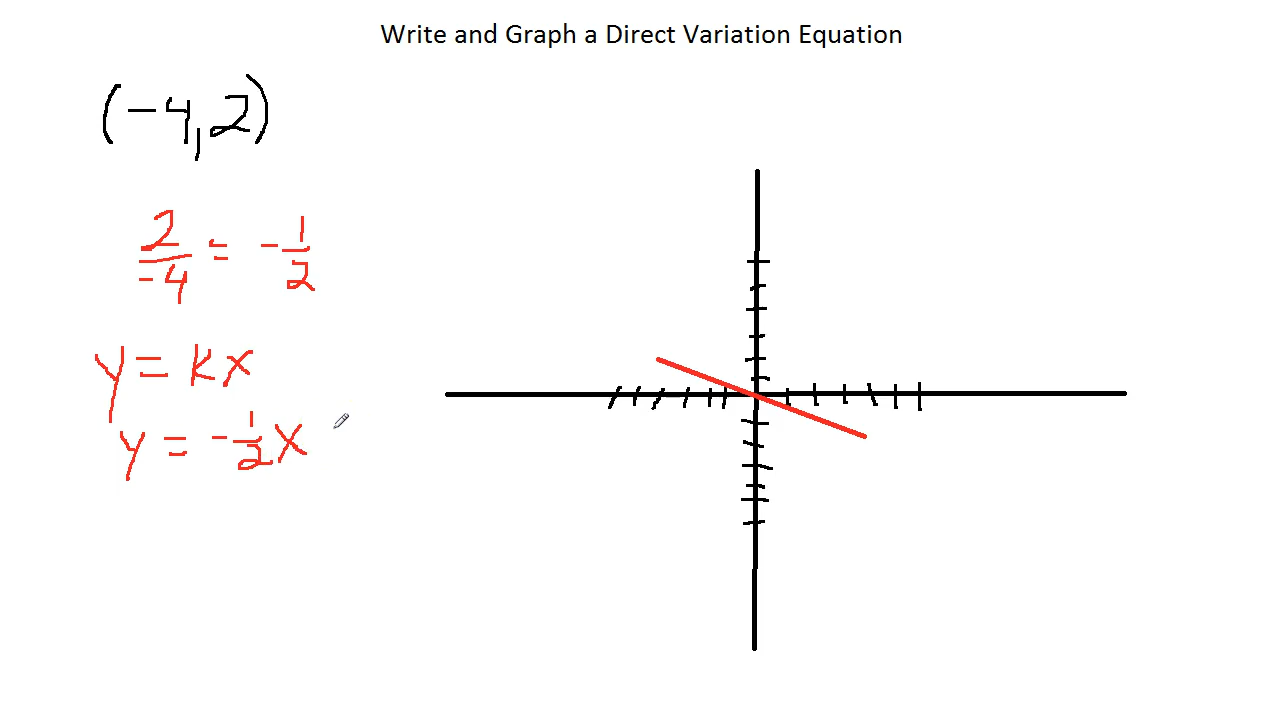 Write and Graph a Direct Variation Equation
(-4,2)
2/-4 = -1/2
y = kx
y = -1/2x